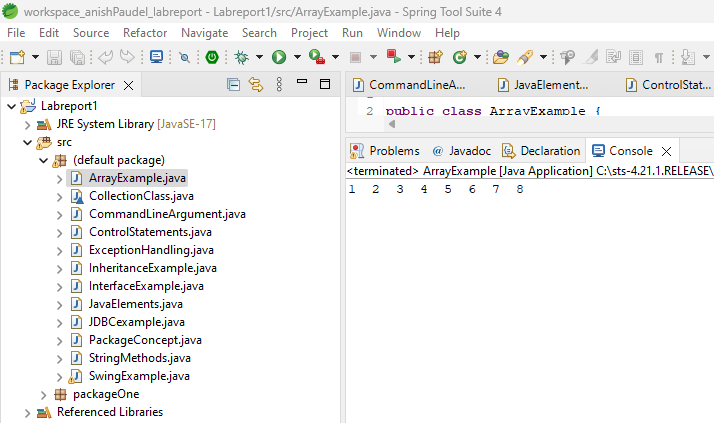 workspace_anishPaudel_labreport - Labreport1/src/ArrayExample.java - Spring Tool Suite 4
File Edit Source Refactor Navigate Search Project Run Window Help
Package Explorer
Labreport1
JRE System Library [JavaSE-17]
src
(default package)
ArrayExample.java
CollectionClass.java
CommandLineArgument.java
ControlStatements.java
ExceptionHandling.java
InheritanceExample.java
InterfaceExample.java
JavaElements.java
JDBCexample.java
PackageConcept.java
StringMethods.java
SwingExample.java
packageOne
Referenced Libraries
CommandLineA... JavaElement... ControlStat...
2 public class ArrayExample {
Problems Javadoc Declaration Console
<terminated> ArrayExample [Java Application] C:\sts-4.21.1.RELEASE\
1 2 3 4 5 6 7 8